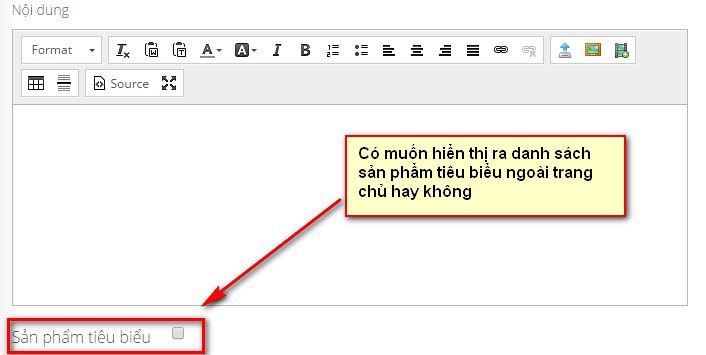 Nội dung
Format
Source
Có muốn hiển thị ra danh sách
sản phẩm tiêu biểu ngoài trang
chủ hay không
Sản phẩm tiêu biểu